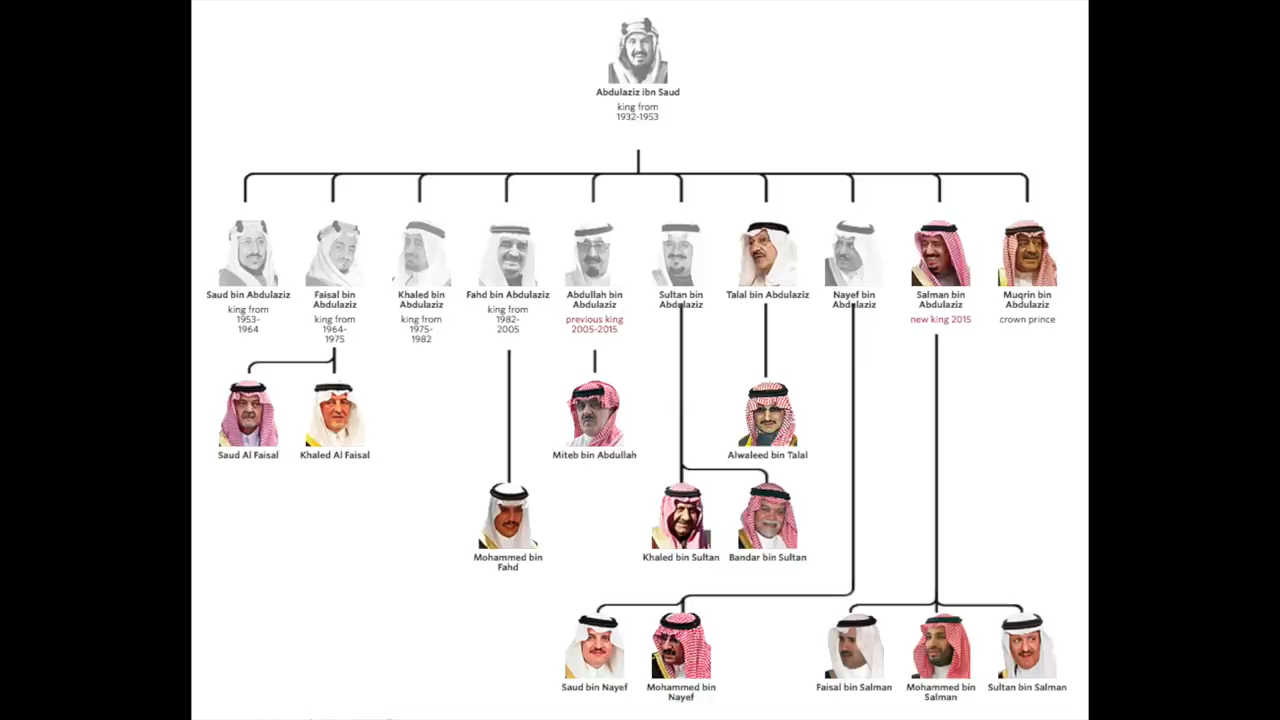 Abdulaziz ibn Saud
king from
1932-1953
Saud bin Abdulaziz
king from
1953-
1964
Faisal bin
Abdulaziz
king from
1964-
1975
Khaled bin
Abdulaziz
king from
1975-
1982
Fahd bin Abdulaziz
king from
1982-
2005
Abdullah bin
Abdulaziz
previous king
2005-2015
Sultan bin
Abdulaziz
Talal bin Abdulaziz
Nayef bin
Abdulaziz
Salman bin
Abdulaziz
new king 2015
Muqrin bin
Abdulaziz
crown prince
Saud Al Faisal
Khaled Al Faisal
Miteb bin Abdullah
Alwaleed bin Talal
Mohammed bin
Fahd
Khaled bin Sultan
Bandar bin Sultan
Saud bin Nayef
Mohammed bin
Nayef
Faisal bin Salman
Mohammed bin
Salman
Sultan bin Salman